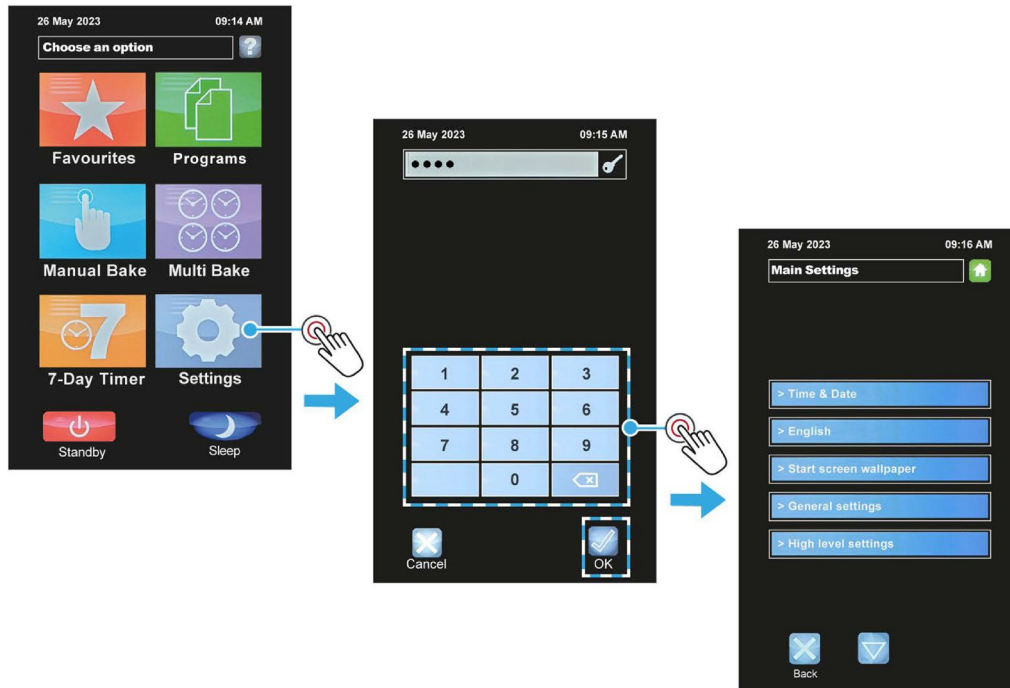 26 May 2023 09:14 AM
Choose an option ?
Favourites Programs
Manual Bake Multi Bake
7
7-Day Timer Settings
Standby Sleep
26 May 2023 09:15 AM
••••
1 2 3
4 5 6
7 8 9
0
Cancel OK
26 May 2023 09:16 AM
Main Settings
> Time & Date
> English
> Start screen wallpaper
> General settings
> High level settings
Back